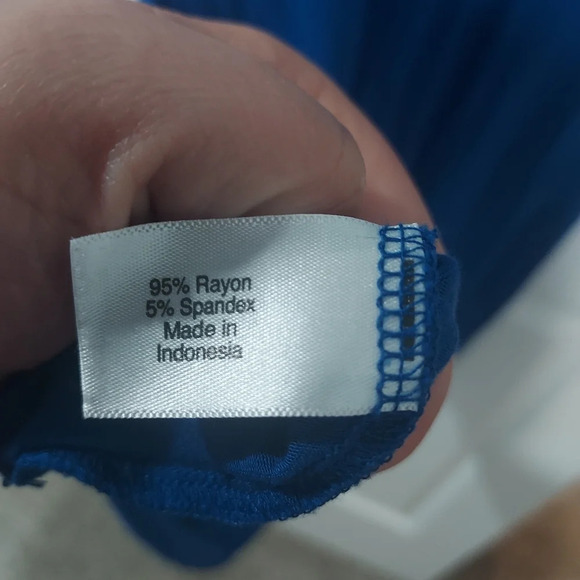 95% Rayon
5% Spandex
Made in
Indonesia